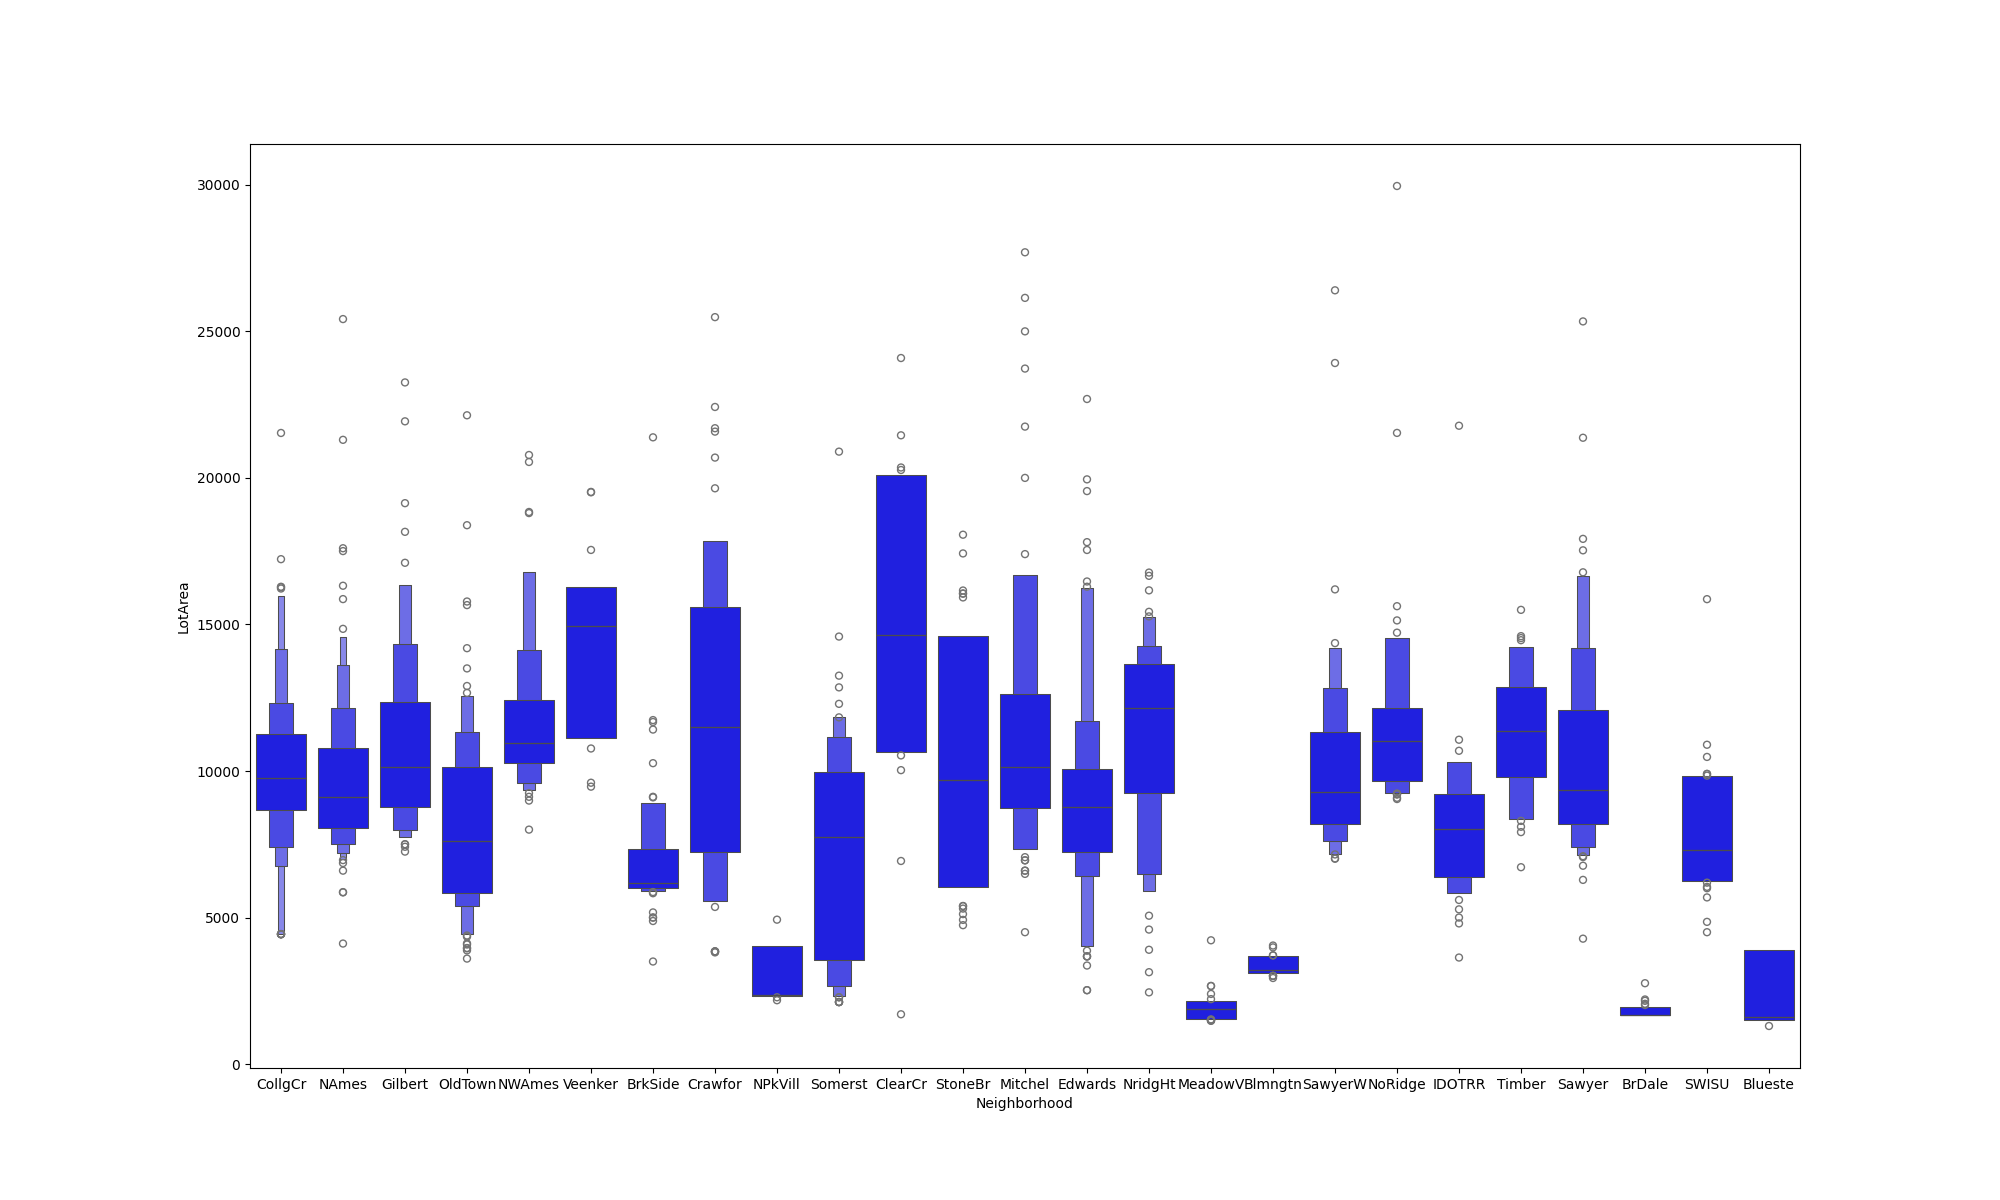 30000
25000
20000
15000
10000
5000
0
LotArea
CollgCr NAmes Gilbert OldTown NWAmes Veenker BrkSide Crawfor NPkVill Somerst ClearCr StoneBr Mitchel Edwards NridgHt MeadowV Blmngtn SawyerW NoRidge IDOTRR Timber Sawyer BrDale SWISU Blueste
Neighborhood